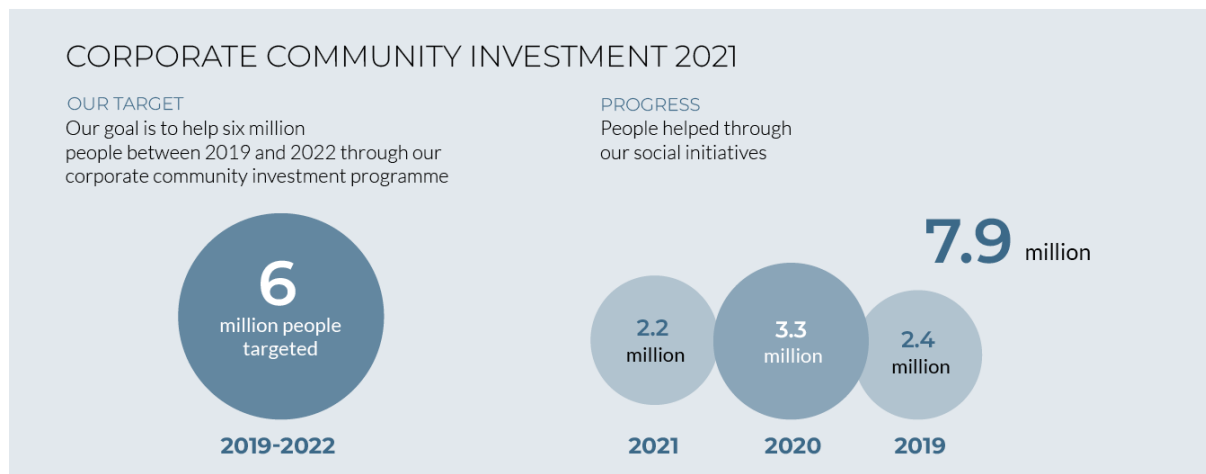 CORPORATE COMMUNITY INVESTMENT 2021
OUR TARGET
Our goal is to help six million
people between 2019 and 2022 through our
corporate community investment programme
6
million people
targeted
2019-2022
PROGRESS
People helped through
our social initiatives
7.9 million
2.2
million
3.3
million
2.4
million
2021
2020
2019